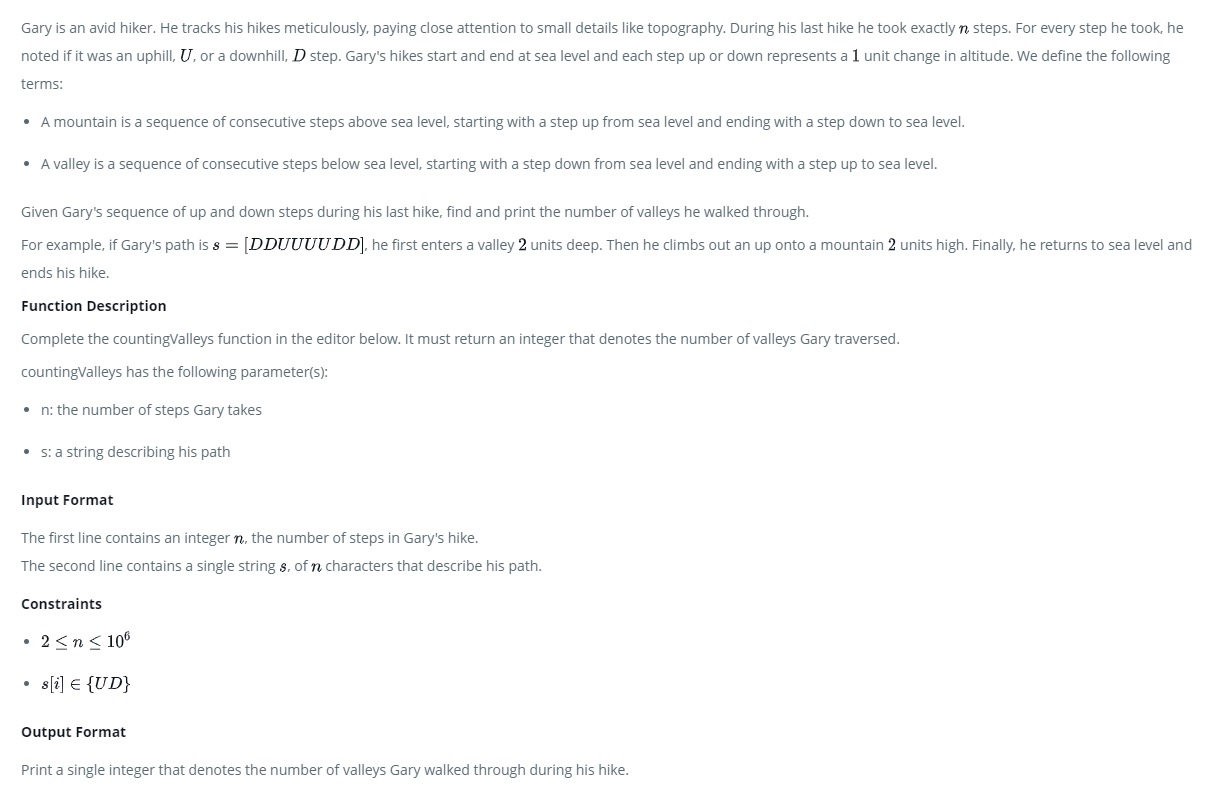 Gary is an avid hiker. He tracks his hikes meticulously, paying close attention to small details like topography. During his last hike he took exactly n steps. For every step he took, he
noted if it was an uphill, U, or a downhill, D step. Gary's hikes start and end at sea level and each step up or down represents a 1 unit change in altitude. We define the following
terms:
• A mountain is a sequence of consecutive steps above sea level, starting with a step up from sea level and ending with a step down to sea level.
• A valley is a sequence of consecutive steps below sea level, starting with a step down from sea level and ending with a step up to sea level.
Given Gary's sequence of up and down steps during his last hike, find and print the number of valleys he walked through.
For example, if Gary's path is s = [DDUUUUDD], he first enters a valley 2 units deep. Then he climbs out an up onto a mountain 2 units high. Finally, he returns to sea level and
ends his hike.
Function Description
Complete the countingValleys function in the editor below. It must return an integer that denotes the number of valleys Gary traversed.
countingValleys has the following parameter(s):
• n: the number of steps Gary takes
• s: a string describing his path
Input Format
The first line contains an integer n, the number of steps in Gary's hike.
The second line contains a single string s, of n characters that describe his path.
Constraints
• 2 ≤ n ≤ 10⁶
• s[i] ∈ {UD}
Output Format
Print a single integer that denotes the number of valleys Gary walked through during his hike.